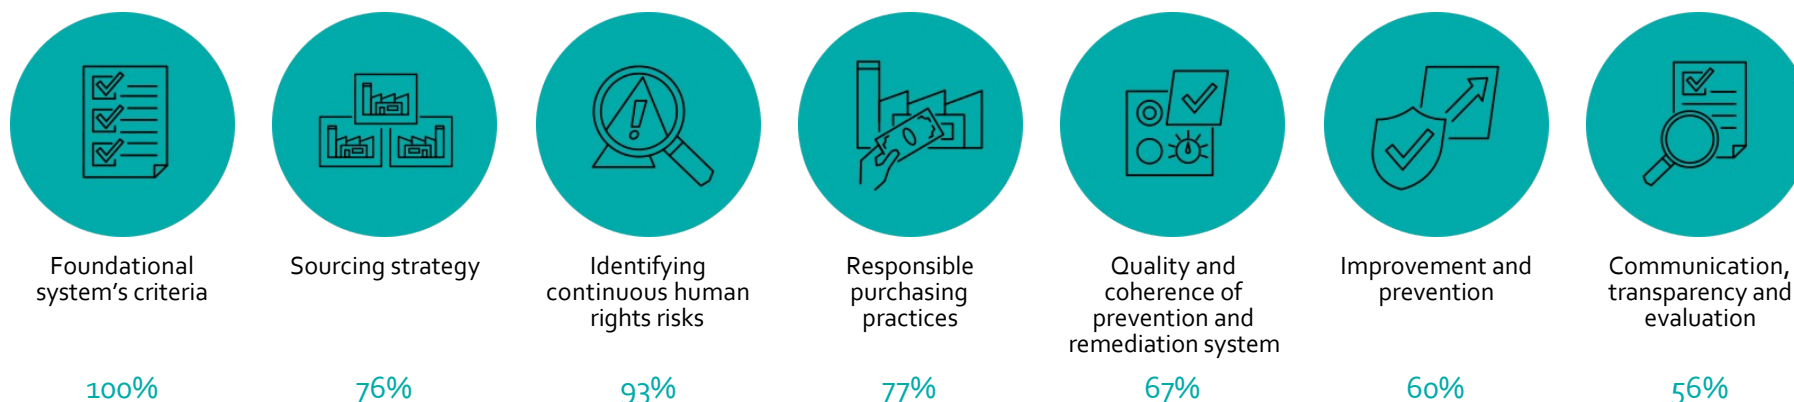 Foundational
system's criteria
100%
Sourcing strategy
76%
Identifying
continuous human
rights risks
93%
Responsible
purchasing
practices
77%
Quality and
coherence of
prevention and
remediation system
67%
Improvement and
prevention
60%
Communication,
transparency and
evaluation
56%